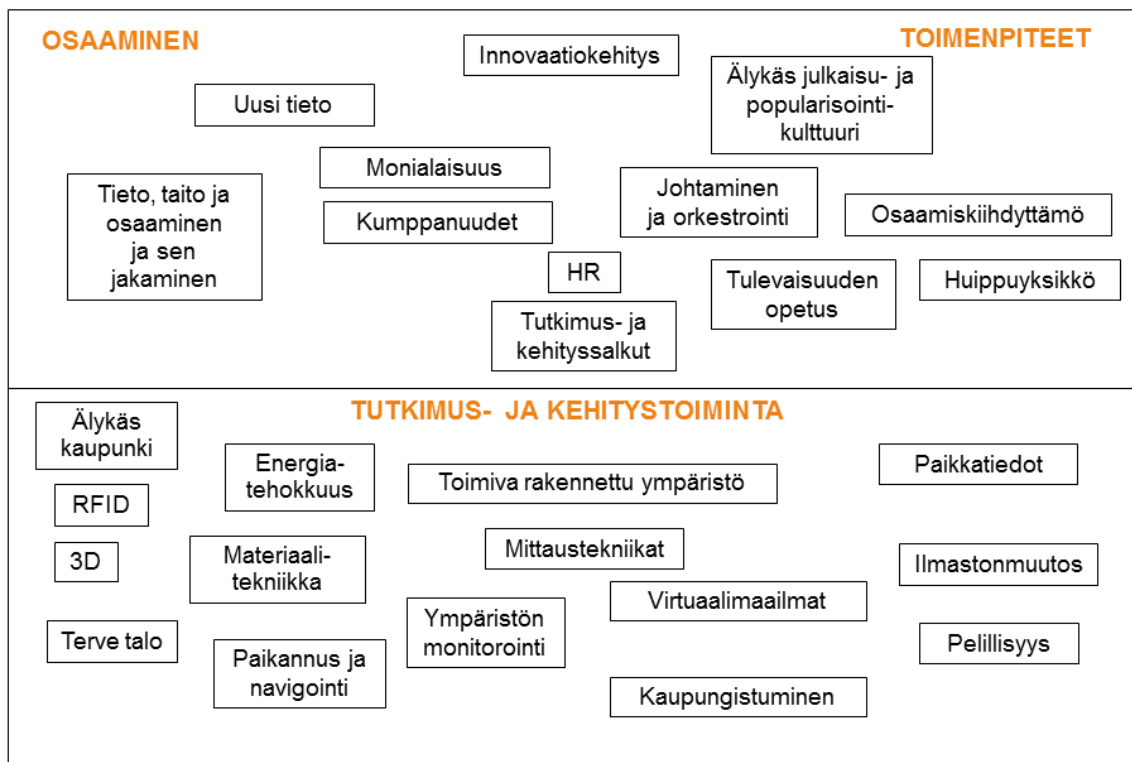 OSAAMINEN
TOIMENPITEET
Innovaatiokehitys
Älykäs julkaisu- ja
popularisointi-
kulttuuri
Uusi tieto
Monialaisuus
Tieto, taito ja
osaaminen
ja sen
jakaminen
Johtaminen
ja orkestrointi
Kumppanuudet
Osaamiskiihdyttämö
HR
Tulevaisuuden
opetus
Huippuyksikkö
Tutkimus- ja
kehityssalkut
TUTKIMUS- JA KEHITYSTOIMINTA
Älykäs
kaupunki
Energia-
tehokkuus
Toimiva rakennettu ympäristö
Paikkatiedot
RFID
3D
Materiaali-
tekniikka
Mittaustekniikat
Ilmastonmuutos
Virtuaalimaailmat
Terve talo
Ympäristön
monitorointi
Pelillisyys
Paikannus ja
navigointi
Kaupungistuminen